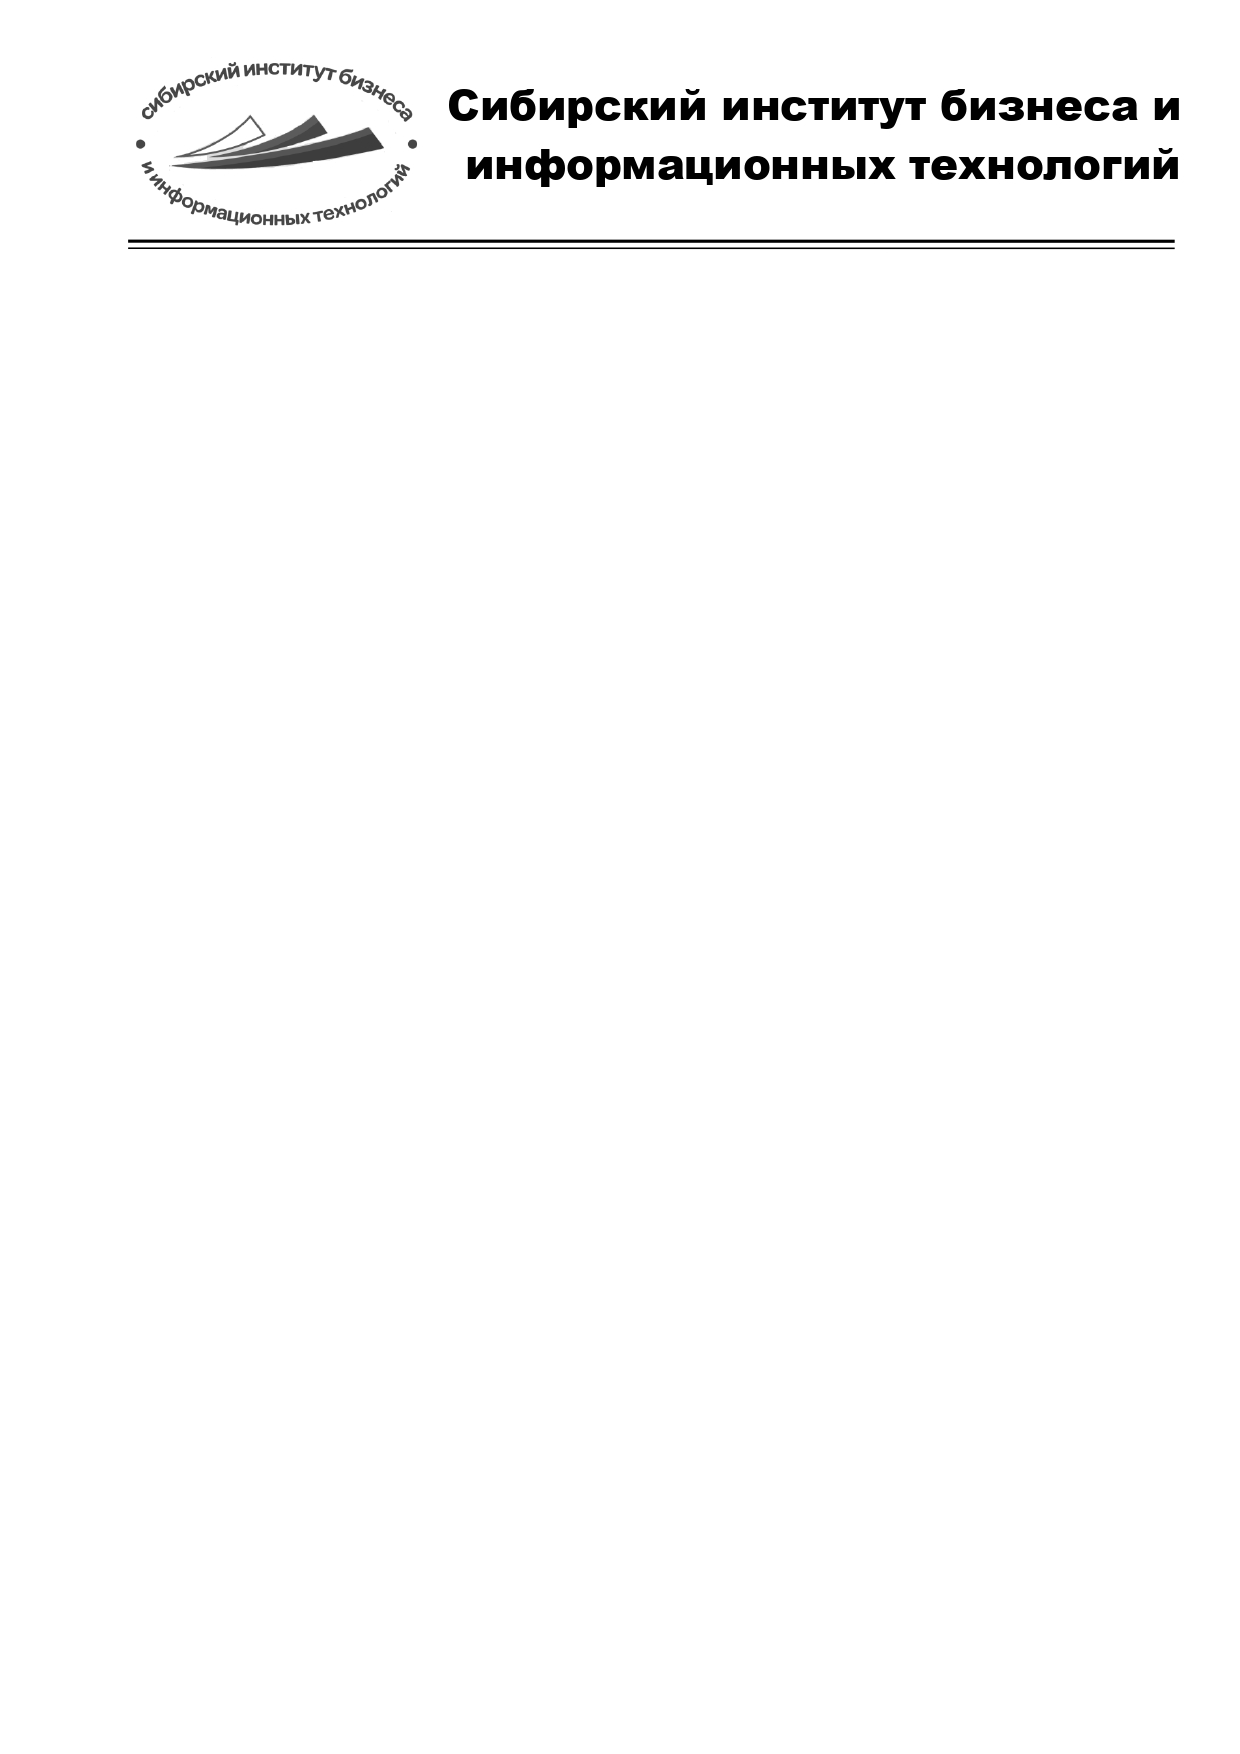 сибирский институт бизнеса
и информационных технологий
Сибирский институт бизнеса и
информационных технологий